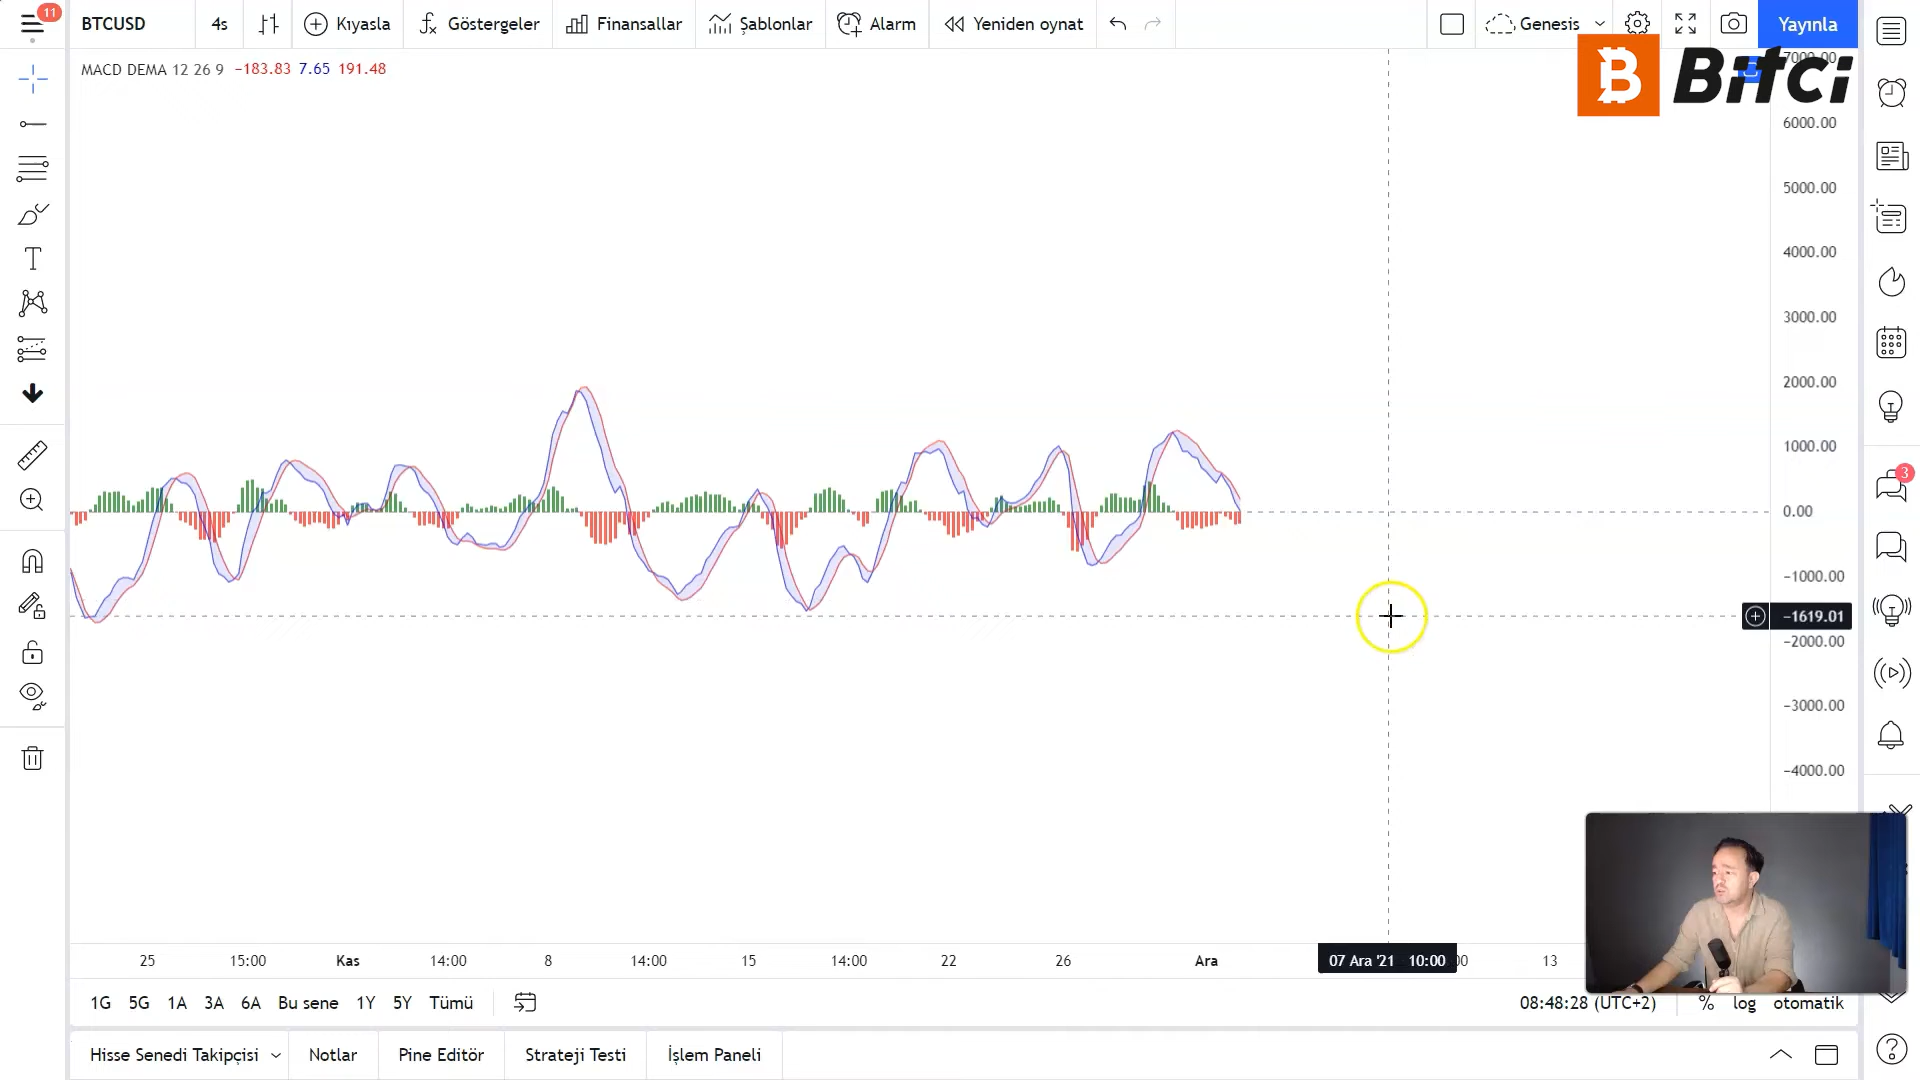 11
BTCUSD 4s Kıyasla Göstergeler Finansallar Şablonlar Alarm Yeniden oynat Genesis Yayınla
MACD DEMA 12 26 9 −183.83 7.65 191.48
Bitci
7000.00
6000.00
5000.00
4000.00
3000.00
2000.00
1000.00
3
0.00
−1000.00
−1619.01
−2000.00
−3000.00
−4000.00
25 15:00 Kas 14:00 8 14:00 15 14:00 22 26 Ara 07 Ara '21 10:00 :00 13
1G 5G 1A 3A 6A Bu sene 1Y 5Y Tümü 08:48:28 (UTC+2) % log otomatik
Hisse Senedi Takipçisi Notlar Pine Editör Strateji Testi İşlem Paneli